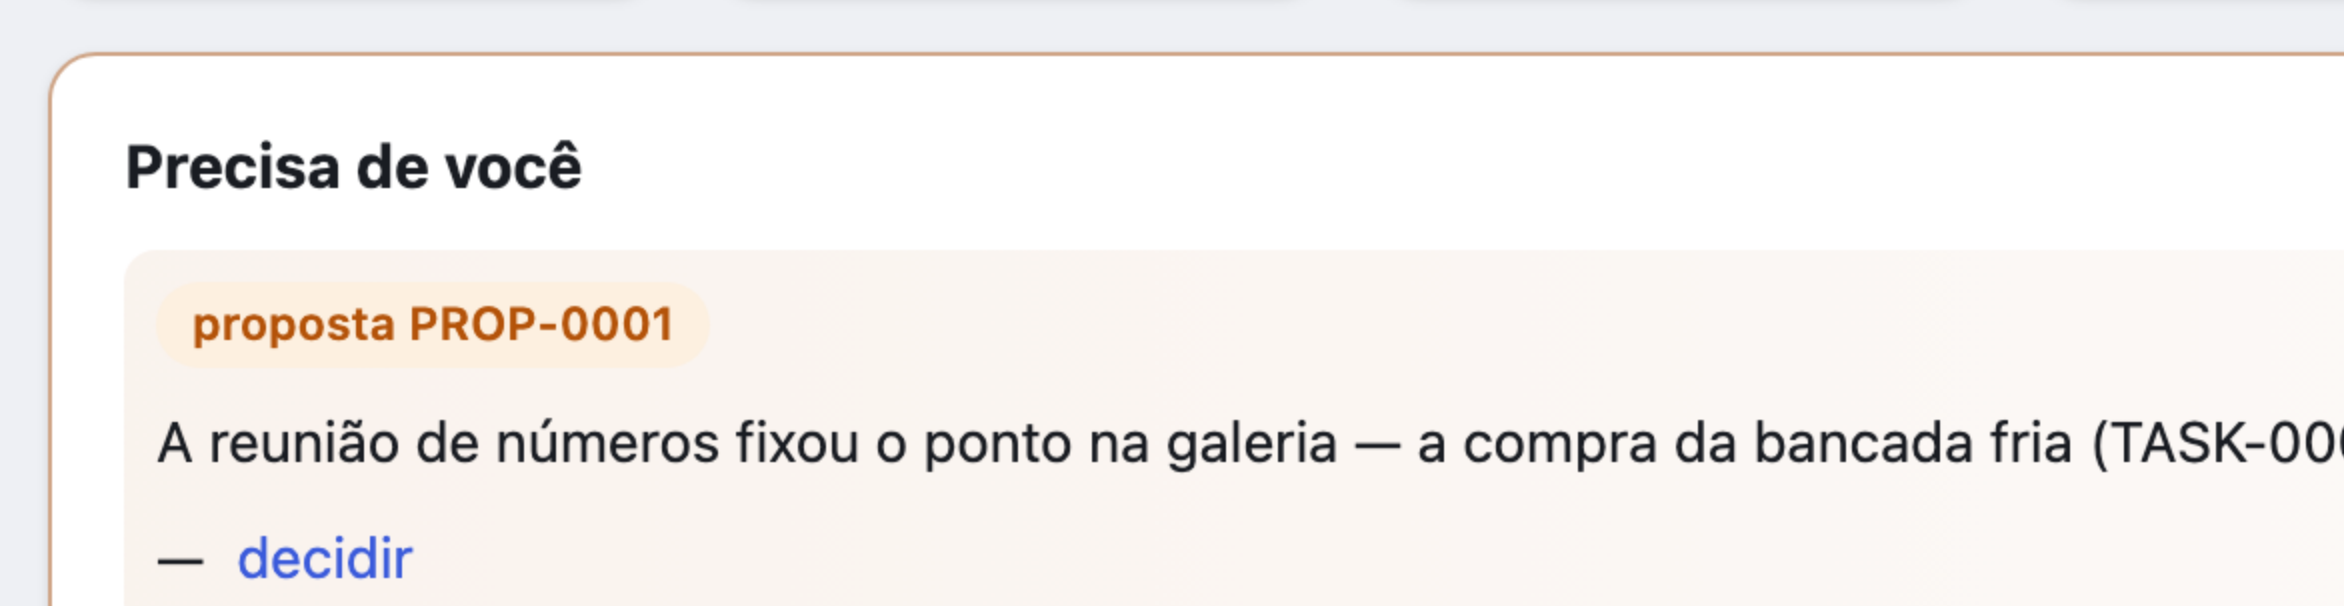 Precisa de você
proposta PROP-0001
A reunião de números fixou o ponto na galeria — a compra da bancada fria (TASK-00
— decidir